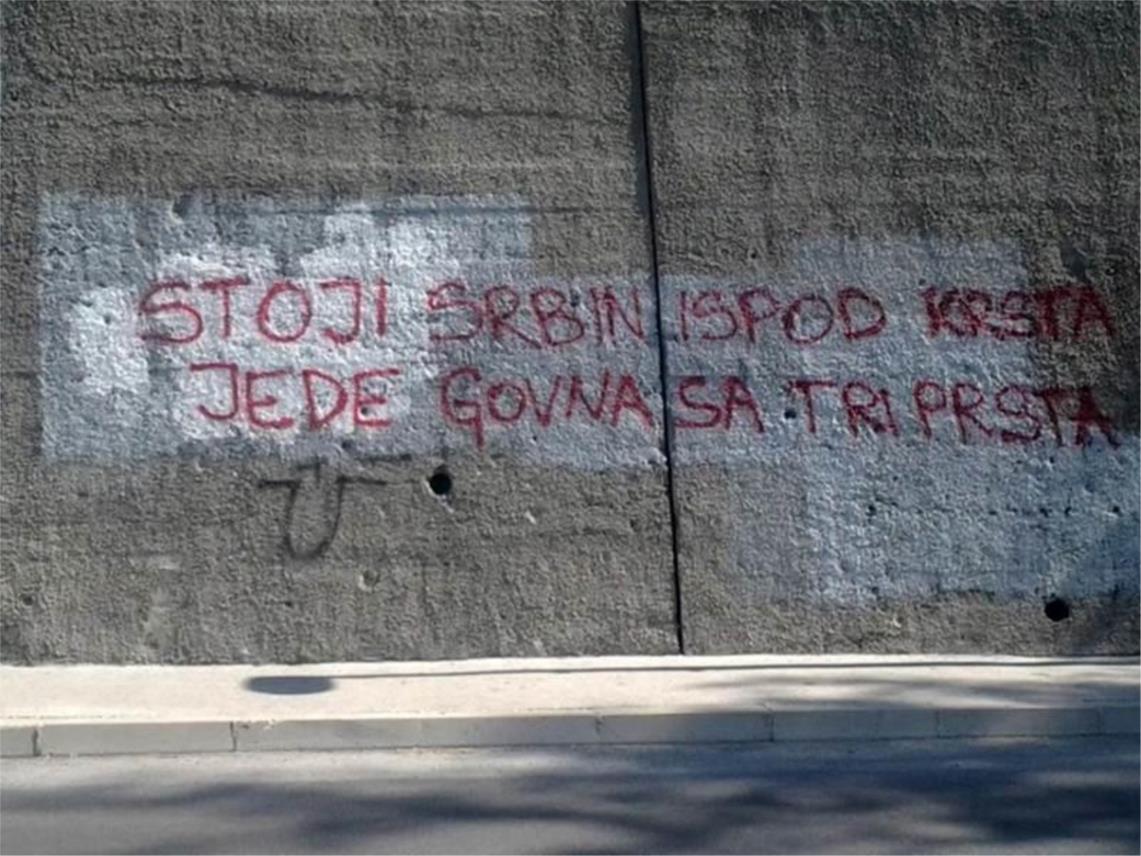 STOJI SRBIN ISPOD KRSTA
JEDE GOVNA SA TRI PRSTA
U